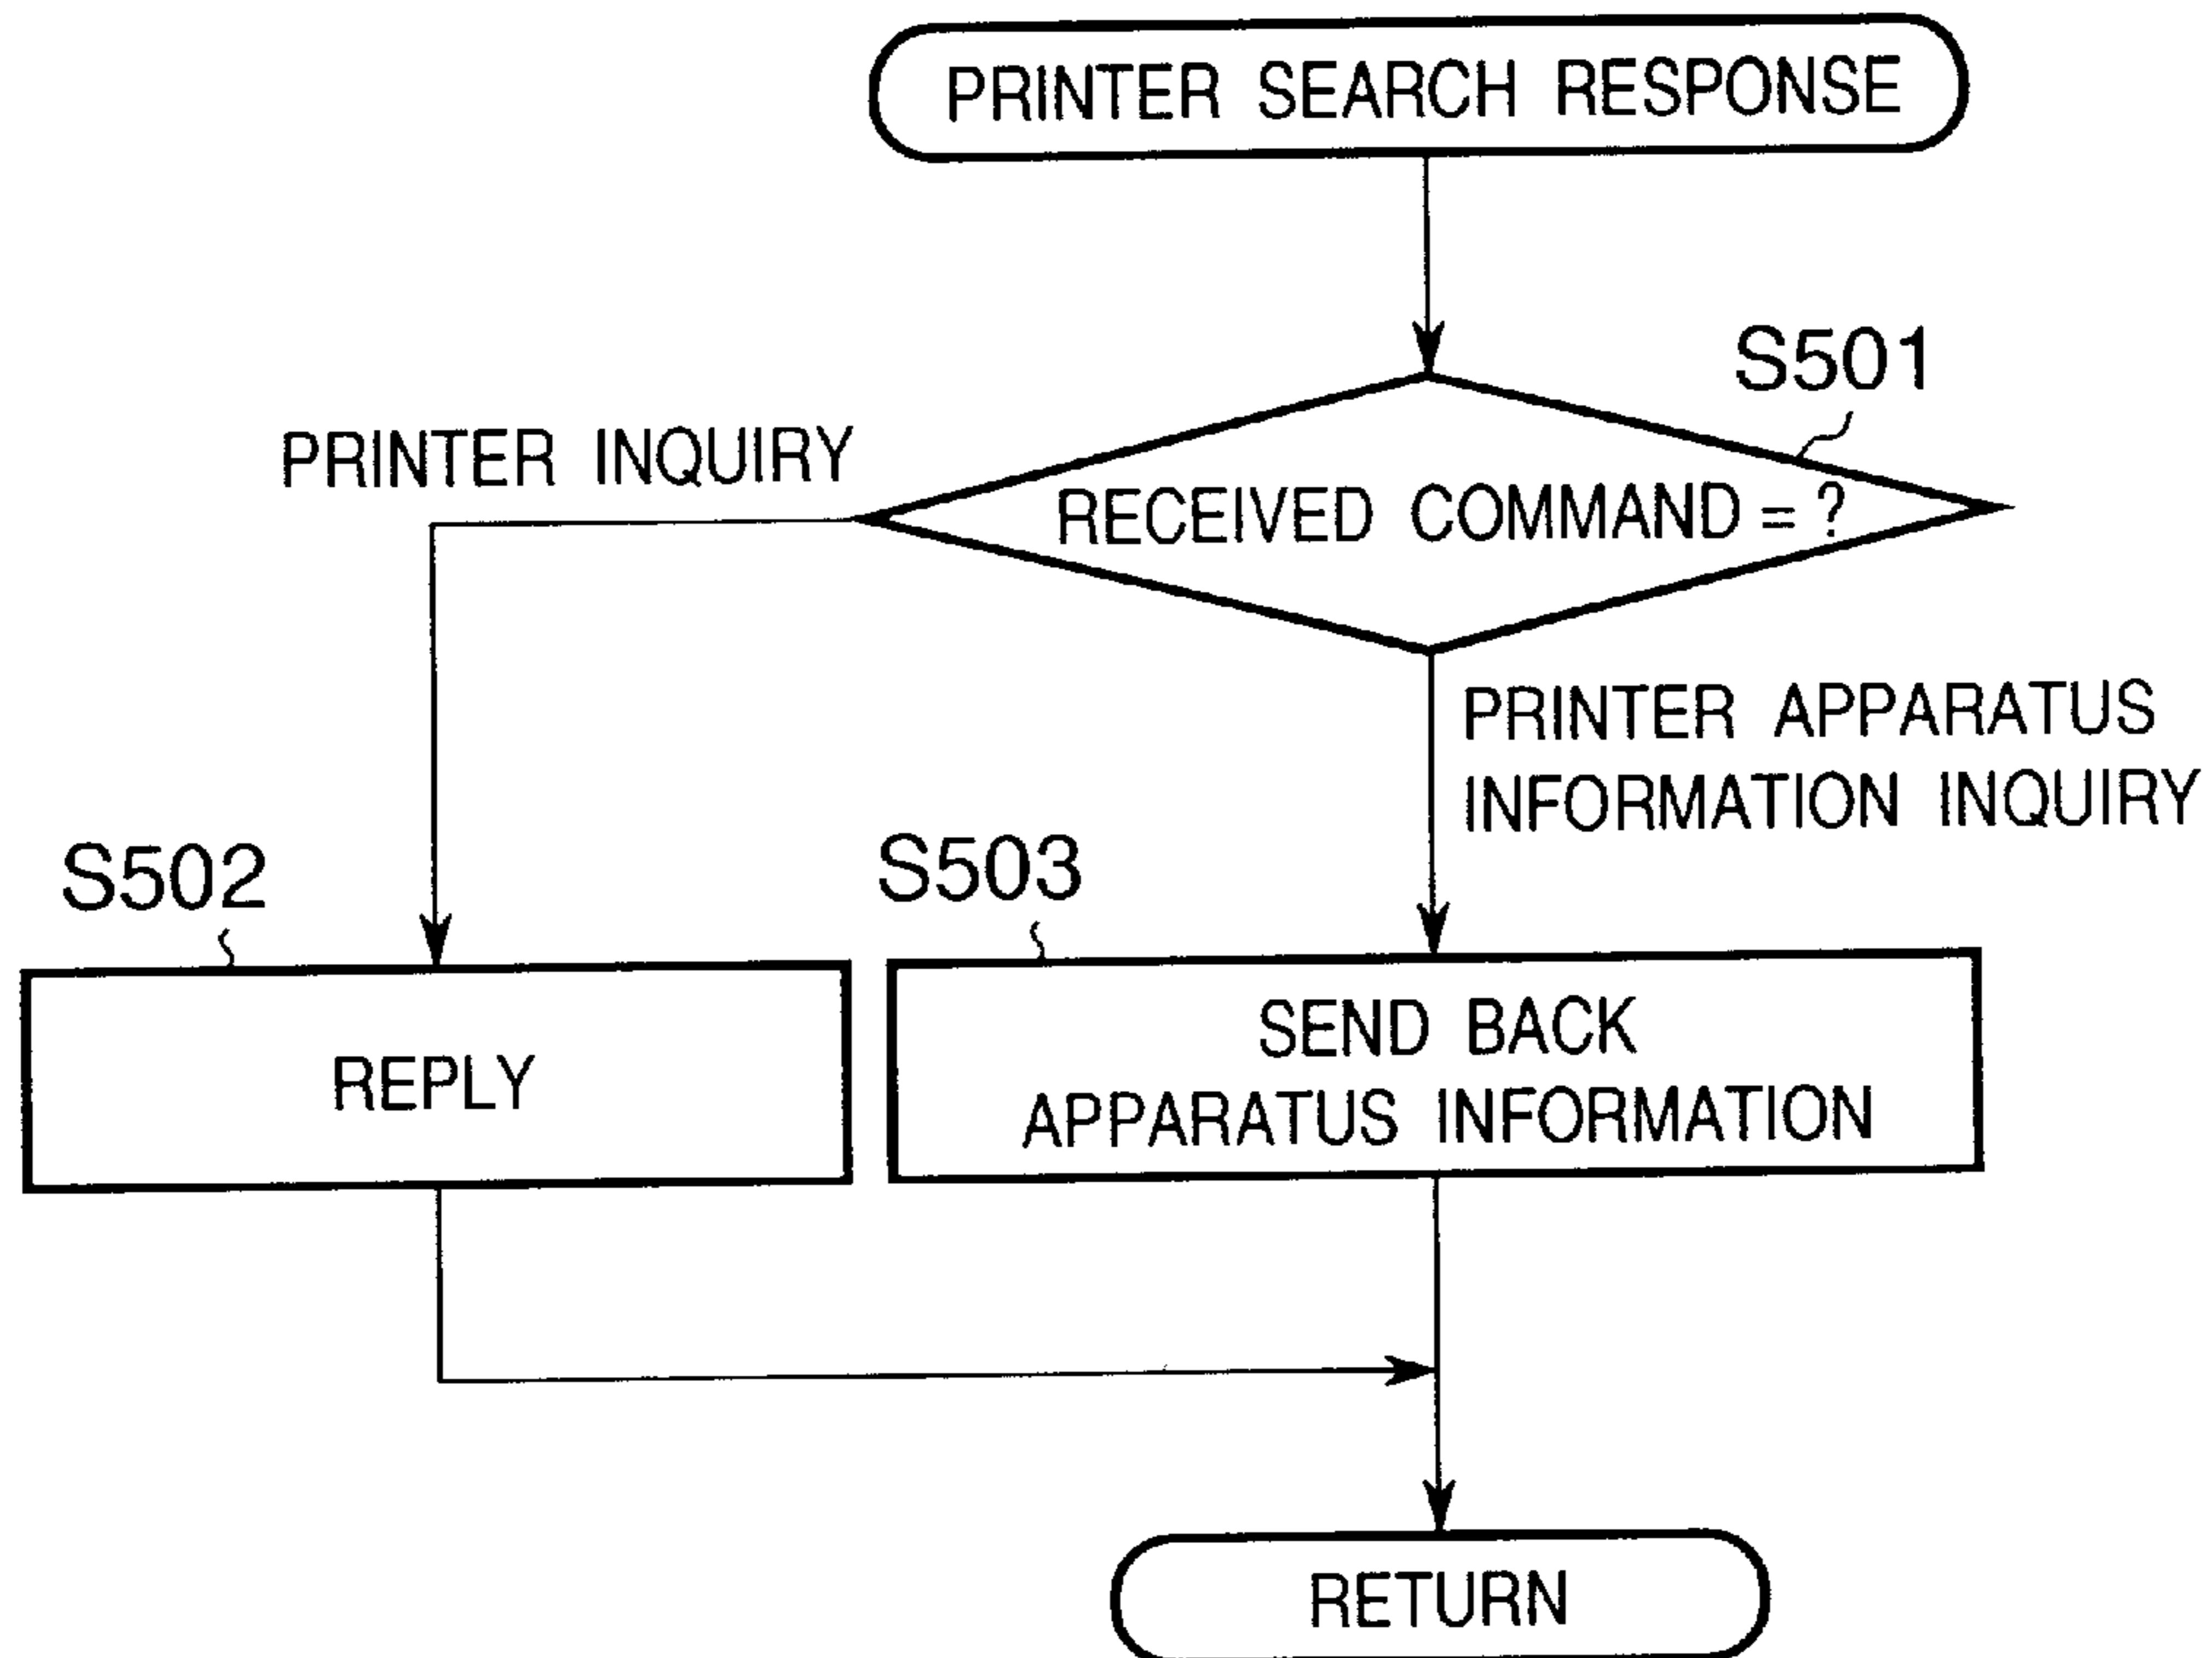 PRINTER SEARCH RESPONSE
S501
PRINTER INQUIRY
RECEIVED COMMAND = ?
PRINTER APPARATUS
INFORMATION INQUIRY
S502
S503
REPLY
SEND BACK
APPARATUS INFORMATION
RETURN